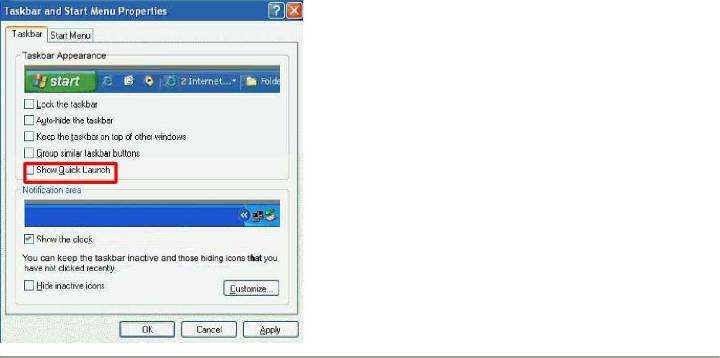 Taskbar and Start Menu Properties
Taskbar
Start Menu
Taskbar Appearance
start
2 Internet...
Folde
Lock the taskbar
Auto-hide the taskbar
Keep the taskbar on top of other windows
Group similar taskbar buttons
Show Quick Launch
Notification area
Show the clock
You can keep the taskbar inactive and those hiding icons that you
have not clicked recently.
Hide inactive icons
Customize...
OK
Cancel
Apply